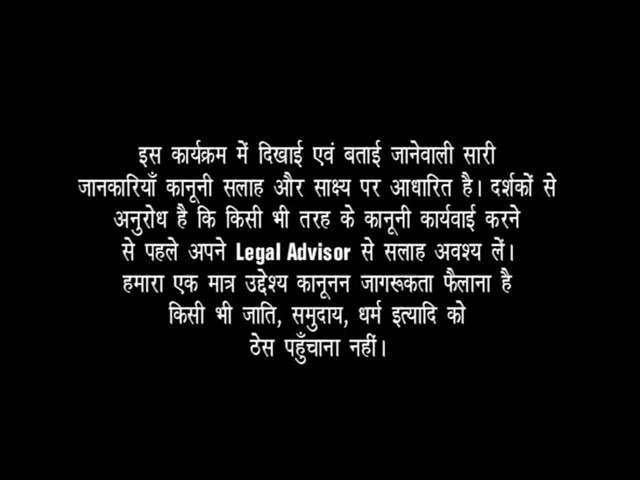 इस कार्यक्रम में दिखाई एवं बताई जानेवाली सारी
जानकारियाँ कानूनी सलाह और साक्ष्य पर आधारित है। दर्शकों से
अनुरोध है कि किसी भी तरह के कानूनी कार्यवाई करने
से पहले अपने Legal Advisor से सलाह अवश्य लें।
हमारा एक मात्र उद्देश्य कानूनन जागरूकता फैलाना है
किसी भी जाति, समुदाय, धर्म इत्यादि को
ठेस पहुँचाना नहीं।